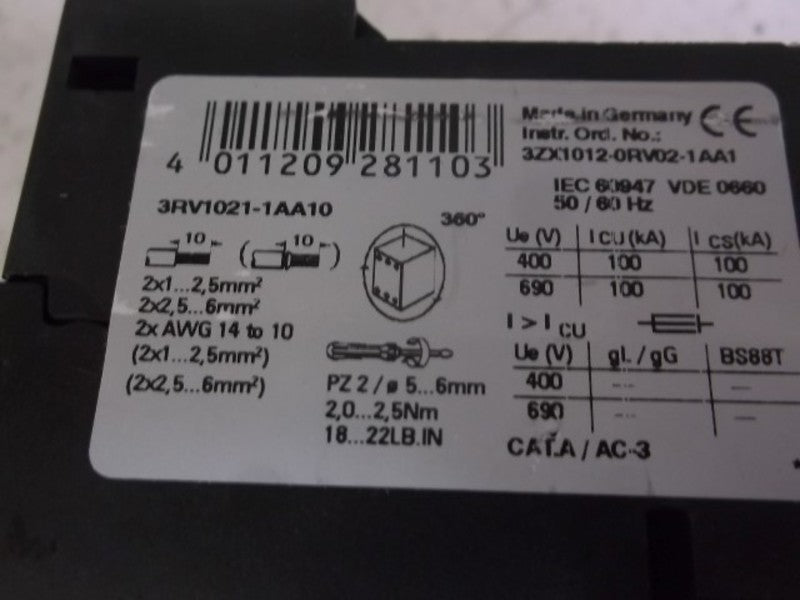 4 011209 281103
Made in Germany CE
Instr. Ord. No.:
3ZX1012-0RV02-1AA1
IEC 60947 VDE 0660
50 / 60 Hz
3RV1021-1AA10
360°
10 ( 10 )
2x1...2,5mm²
2x2,5...6mm²
2x AWG 14 to 10
(2x1...2,5mm²)
(2x2,5...6mm²)
PZ 2 / ø 5...6mm
2,0...2,5Nm
18...22LB.IN
Ue (V) ICU(kA) I CS(kA)
400 100 100
690 100 100
I > I CU
Ue (V) gL / gG BS88T
400 -- --
690 -- --
CAT.A / AC-3
*